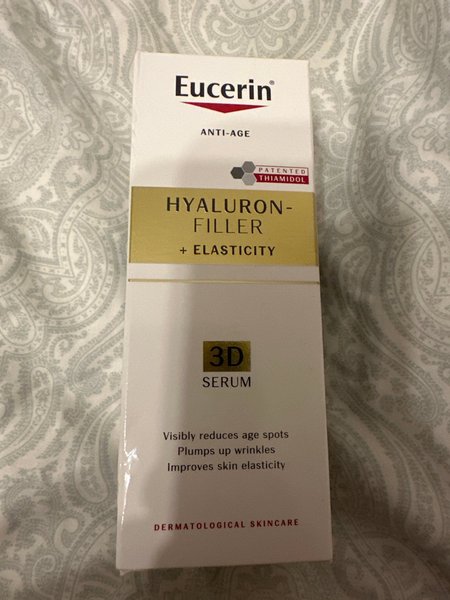 Eucerin®
ANTI-AGE
PATENTED
THIAMIDOL
HYALURON-
FILLER
+ ELASTICITY
3D
SERUM
Visibly reduces age spots
Plumps up wrinkles
Improves skin elasticity
DERMATOLOGICAL SKINCARE